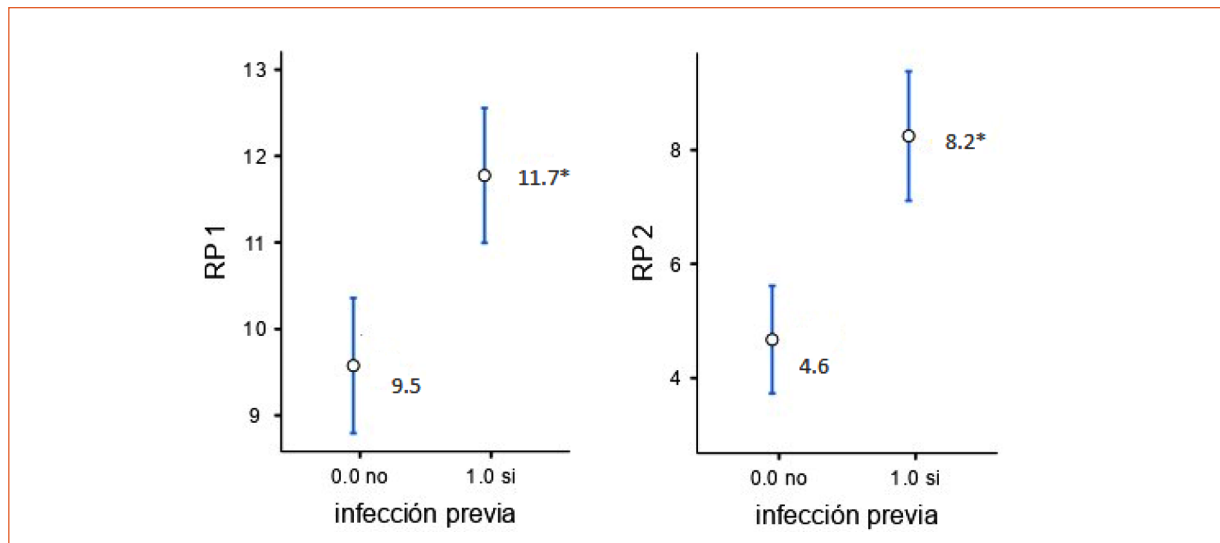 RP 1
13
12
11
10
9
11.7*
9.5
0.0 no
1.0 si
infección previa
RP 2
8
6
4
8.2*
4.6
0.0 no
1.0 si
infección previa